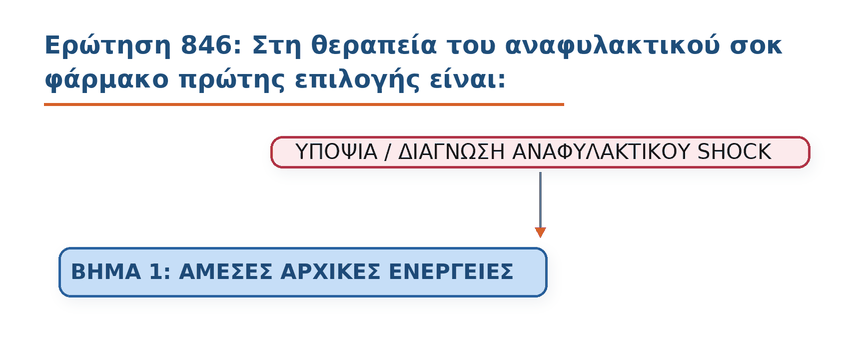 Ερώτηση 846: Στη θεραπεία του αναφυλακτικού σοκ
φάρμακο πρώτης επιλογής είναι:
ΥΠΟΨΙΑ / ΔΙΑΓΝΩΣΗ ΑΝΑΦΥΛΑΚΤΙΚΟΥ SHOCK
ΒΗΜΑ 1: ΑΜΕΣΕΣ ΑΡΧΙΚΕΣ ΕΝΕΡΓΕΙΕΣ